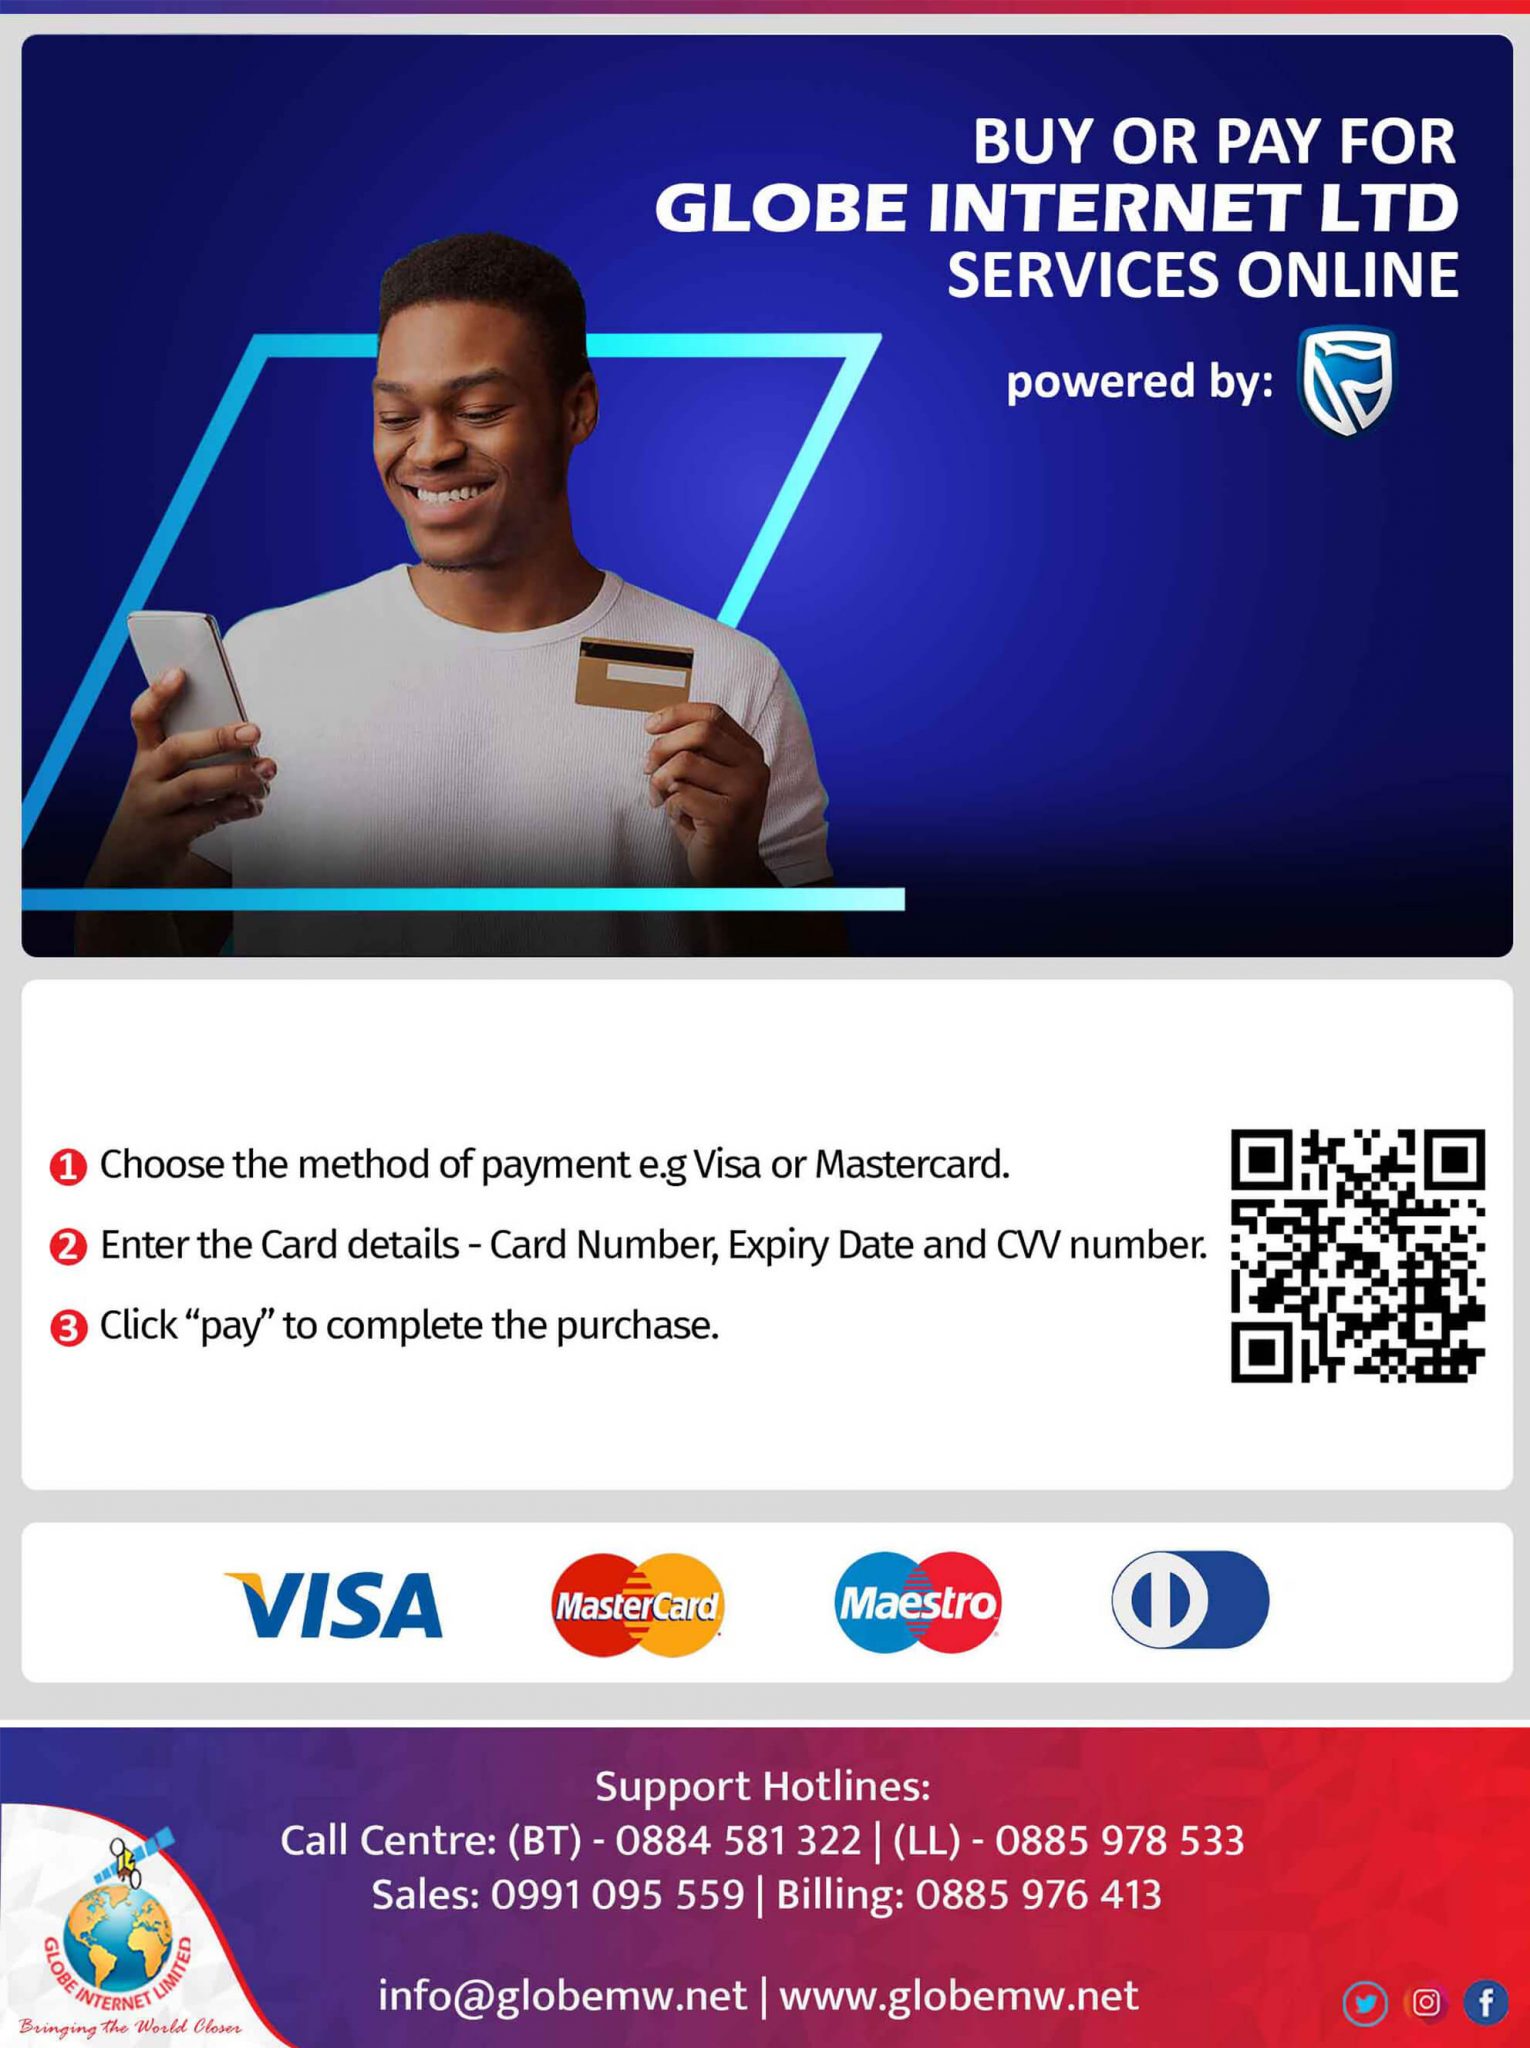 BUY OR PAY FOR
GLOBE INTERNET LTD
SERVICES ONLINE
powered by:
1 Choose the method of payment e.g Visa or Mastercard.
2 Enter the Card details - Card Number, Expiry Date and CVV number.
3 Click “pay” to complete the purchase.
VISA
MasterCard
Maestro
Support Hotlines:
Call Centre: (BT) - 0884 581 322 | (LL) - 0885 978 533
Sales: 0991 095 559 | Billing: 0885 976 413
info@globemw.net | www.globemw.net
GLOBE INTERNET LIMITED
Bringing the World Closer